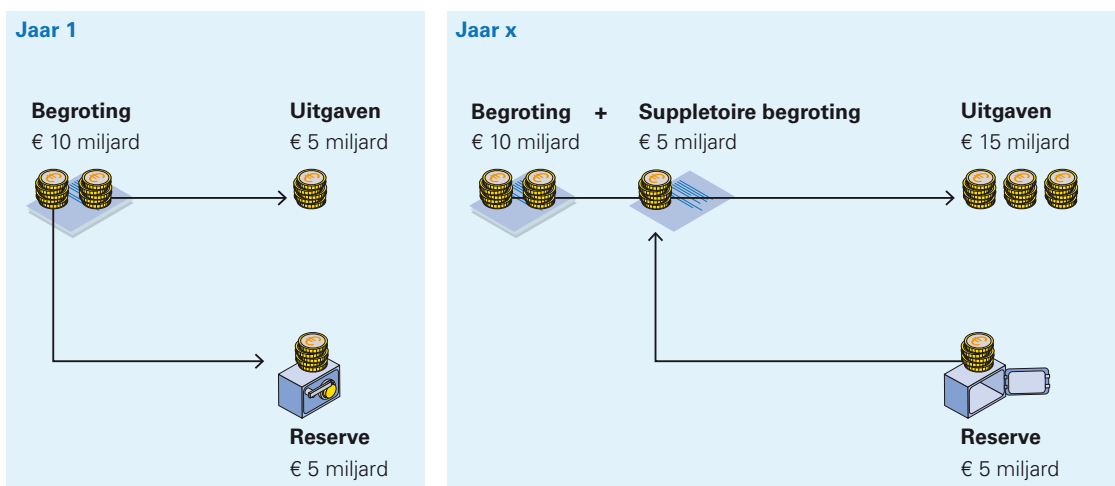 Jaar 1
Begroting
€ 10 miljard
Uitgaven
€ 5 miljard
Reserve
€ 5 miljard
Jaar x
Begroting + Suppletoire begroting
€ 10 miljard
€ 5 miljard
Uitgaven
€ 15 miljard
Reserve
€ 5 miljard